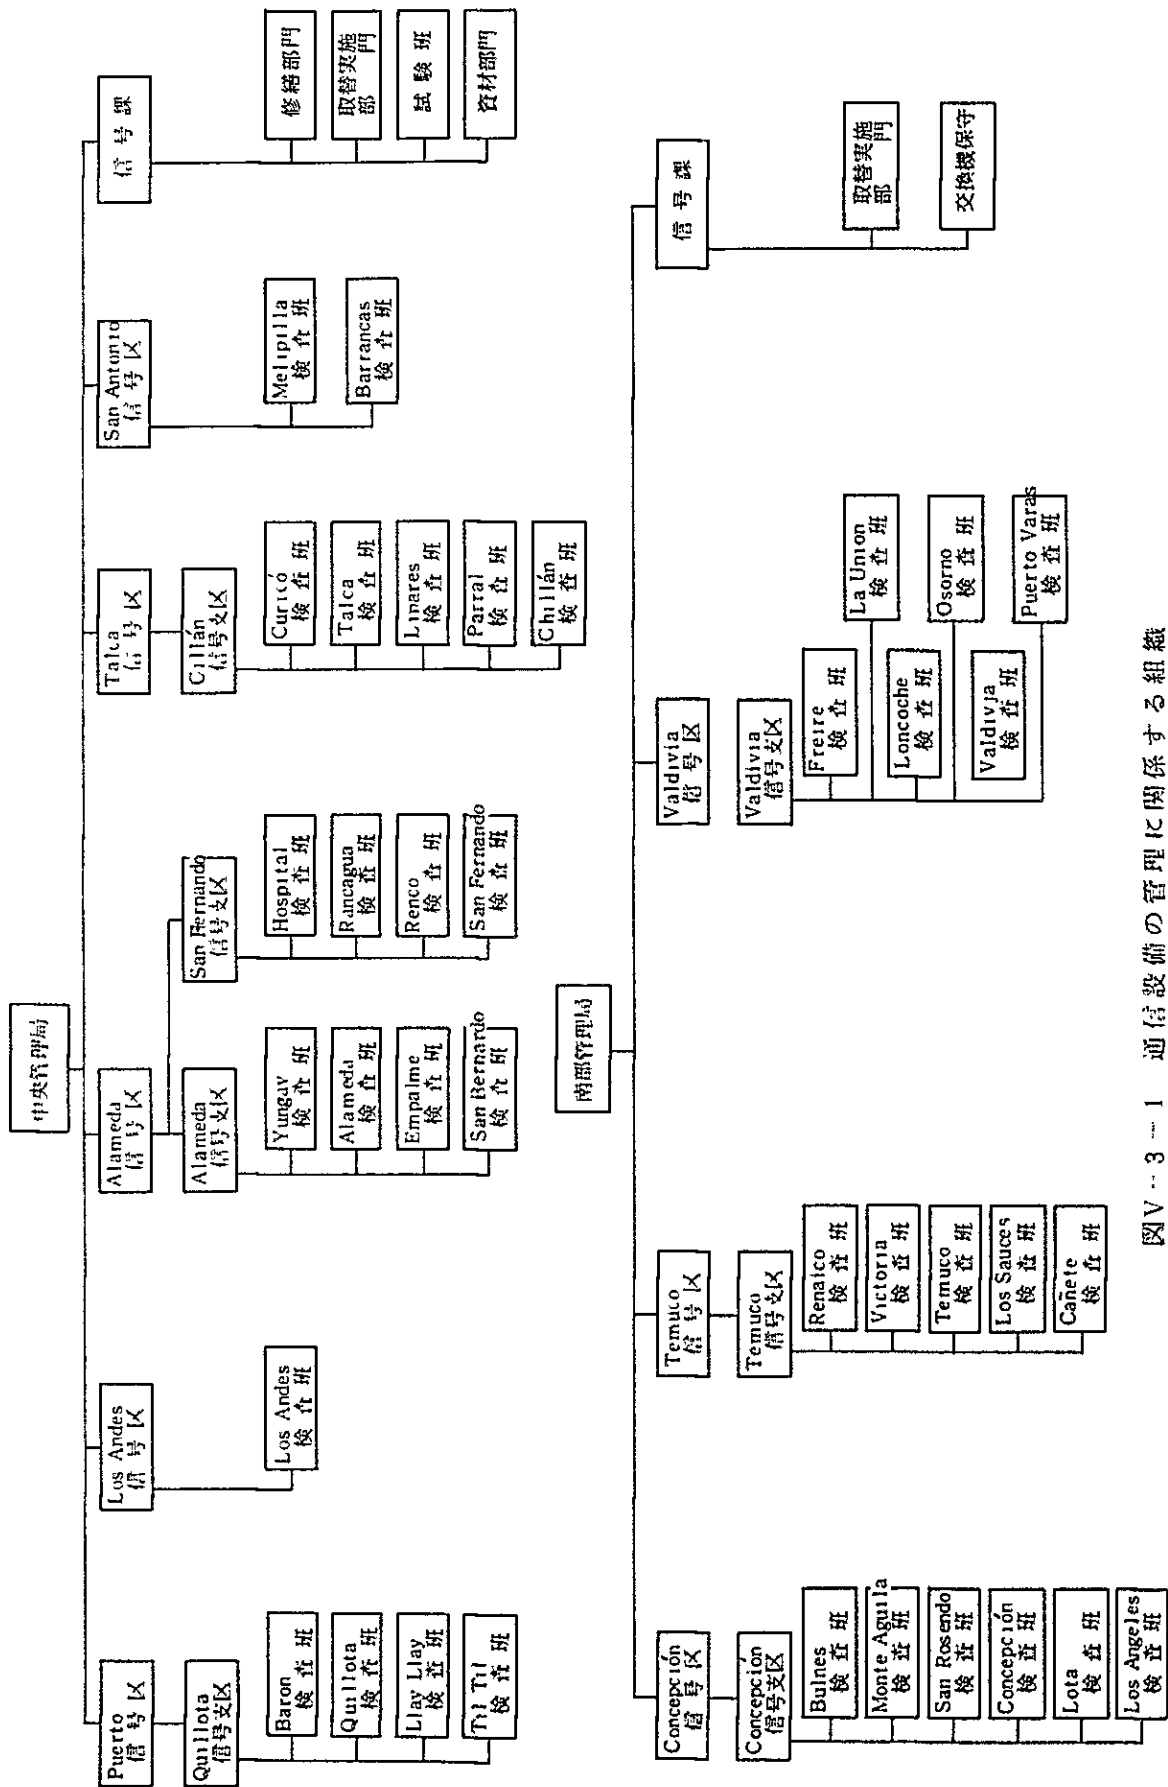 中央管理局
Puerto
信号区
Quillota
信号支区
Baron
検査班
Quillota
検査班
Llay Llay
検査班
Til Til
検査班
Los Andes
信号区
Los Andes
検査班
Alameda
信号区
Alameda
信号支区
Yungay
検査班
Alameda
検査班
Empalme
検査班
San Bernardo
検査班
San Hernando
信号支区
Hospital
検査班
Rancagua
検査班
Renco
検査班
San Fernando
検査班
Talca
信号区
Cillán
信号支区
Curicó
検査班
Talca
検査班
Linares
検査班
Parral
検査班
Chillán
検査班
San Antonio
信号区
Melipilla
検査班
Barrancas
検査班
信号課
修繕部門
取替実施
部門
試験班
資材部門
南部管理局
Concepción
信号区
Concepción
信号支区
Bulnes
検査班
Monte Aguila
検査班
San Rosendo
検査班
Concepción
検査班
Lota
検査班
Los Angeles
検査班
Temuco
信号区
Temuco
信号支区
Renaico
検査班
Victoria
検査班
Temuco
検査班
Los Sauces
検査班
Cañete
検査班
Valdivia
信号区
Valdivia
信号支区
Freire
検査班
La Union
検査班
Loncoche
検査班
Osorno
検査班
Valdivia
検査班
Puerto Varas
検査班
信号課
取替実施
部門
交換機保守
図V-3-1 通信設備の管理に関係する組織